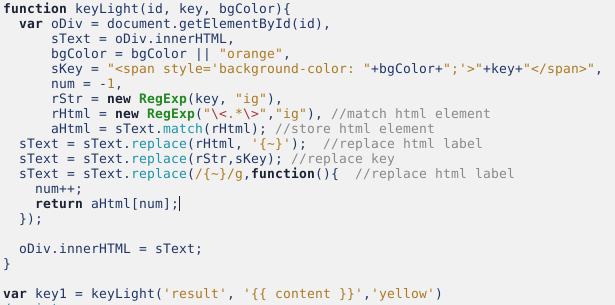 function keyLight(id, key, bgColor){
  var oDiv = document.getElementById(id),
      sText = oDiv.innerHTML,
      bgColor = bgColor || "orange",
      sKey = "<span style='background-color: "+bgColor+";'>"+key+"</span>",
      num = -1,
      rStr = new RegExp(key, "ig"),
      rHtml = new RegExp("\<.*\>","ig"), //match html element
      aHtml = sText.match(rHtml); //store html element
  sText = sText.replace(rHtml, '{~}');  //replace html label
  sText = sText.replace(rStr,sKey); //replace key
  sText = sText.replace(/{~}/g,function(){  //replace html label
    num++;
    return aHtml[num];
  });
  oDiv.innerHTML = sText;
}
var key1 = keyLight('result', '{{ content }}','yellow')